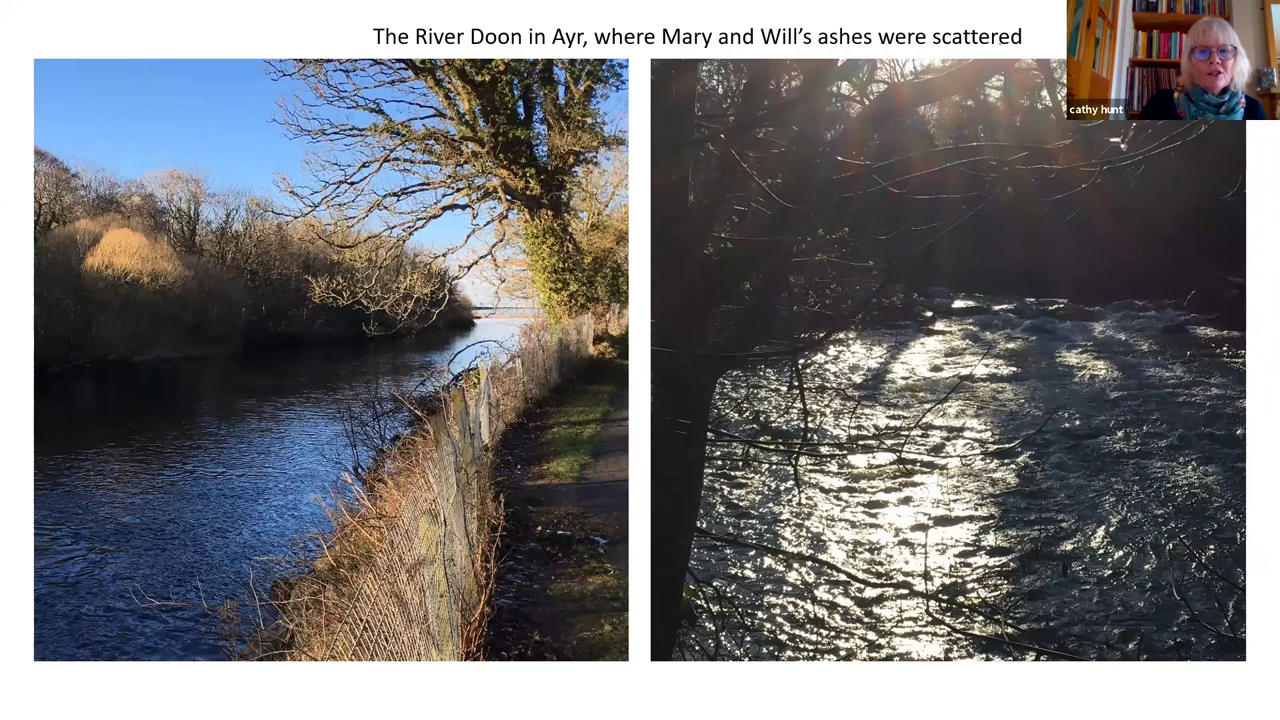 The River Doon in Ayr, where Mary and Will’s ashes were scattered
cathy hunt